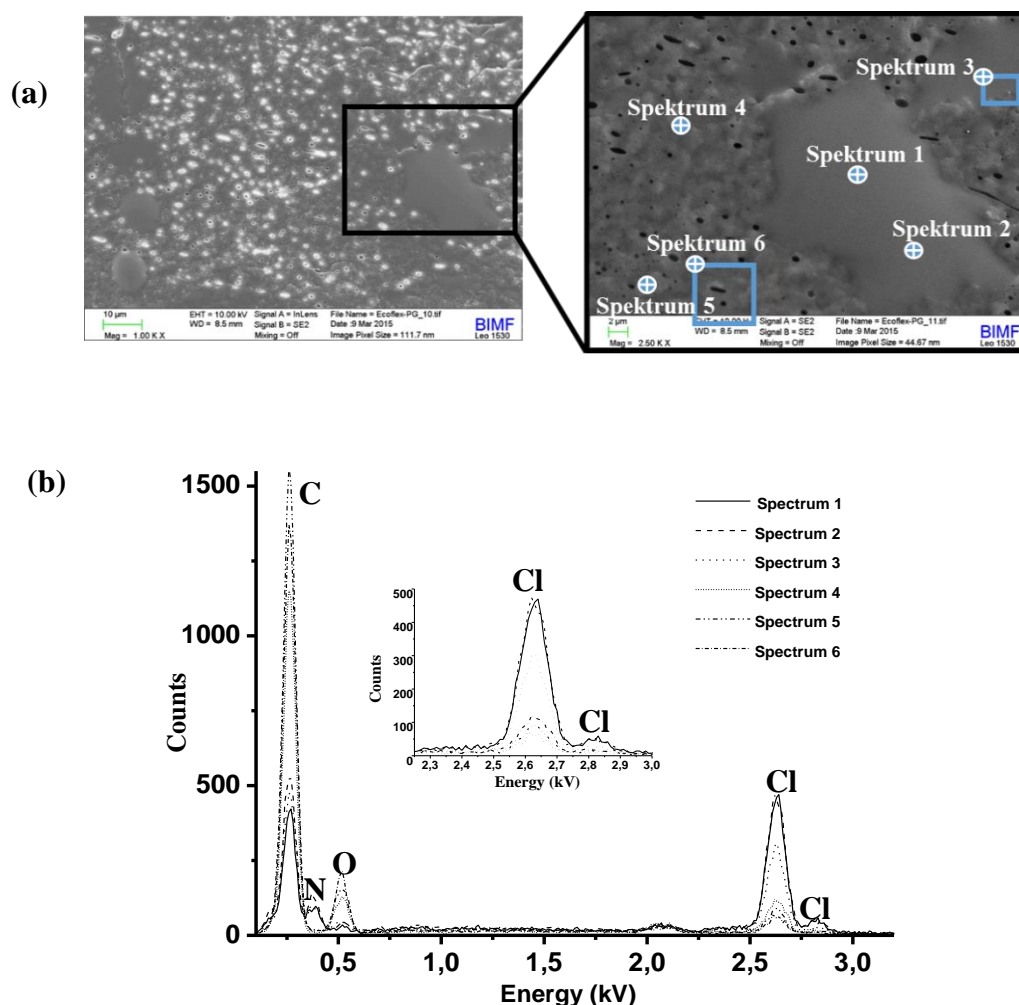 (a)
Spektrum 3
Spektrum 4
Spektrum 1
Spektrum 6
Spektrum 2
Spektrum 5
10 µm
Mag = 1.00 K X
EHT = 10.00 kV
WD = 8.5 mm
Signal A = InLens
Signal B = SE2
Mixing = Off
File Name = Ecoflex-PG_10.tif
Date :9 Mar 2015
Image Pixel Size = 111.7 nm
BIMF
Leo 1530
2 µm
Mag = 2.50 K X
WD = 8.5 mm
Signal A = SE2
Signal B = SE2
Mixing = Off
File Name = Ecoflex-PG_11.tif
Date :9 Mar 2015
Image Pixel Size = 44.67 nm
BIMF
Leo 1530
(b)
Counts
1500
1000
500
0
C
N
O
Cl
Cl
0,5
1,0
1,5
2,0
2,5
3,0
Energy (kV)
Spectrum 1
Spectrum 2
Spectrum 3
Spectrum 4
Spectrum 5
Spectrum 6
Counts
500
400
300
200
100
0
Cl
Cl
0
2,3
2,4
2,5
2,6
2,7
2,8
2,9
3,0
Energy (kV)